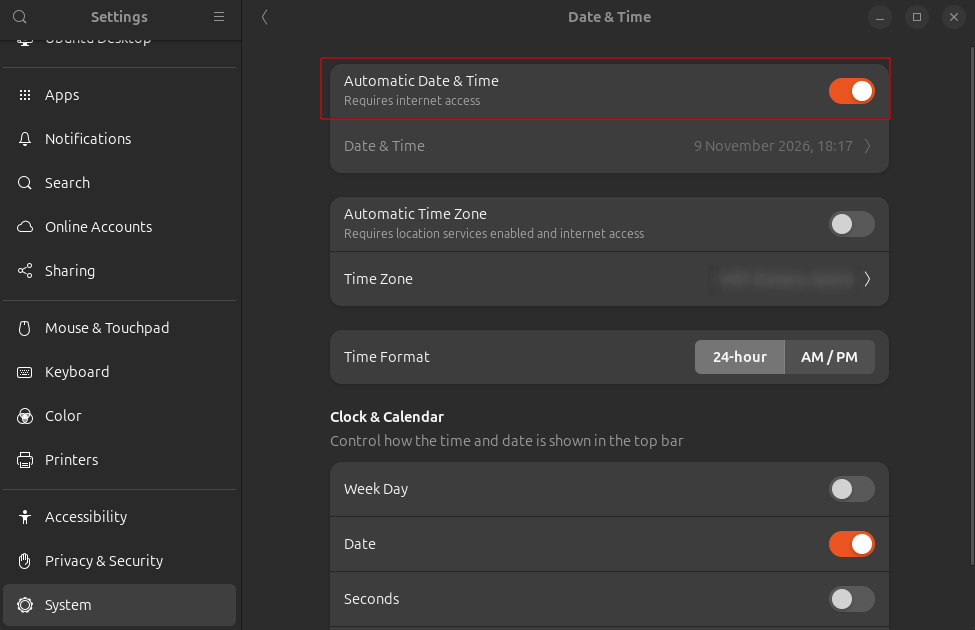 Settings
Date & Time
Ubuntu Desktop
Apps
Notifications
Search
Online Accounts
Sharing
Mouse & Touchpad
Keyboard
Color
Printers
Accessibility
Privacy & Security
System
Automatic Date & Time
Requires internet access
Date & Time 9 November 2026, 18:17
Automatic Time Zone
Requires location services enabled and internet access
Time Zone
Time Format 24-hour AM / PM
Clock & Calendar
Control how the time and date is shown in the top bar
Week Day
Date
Seconds